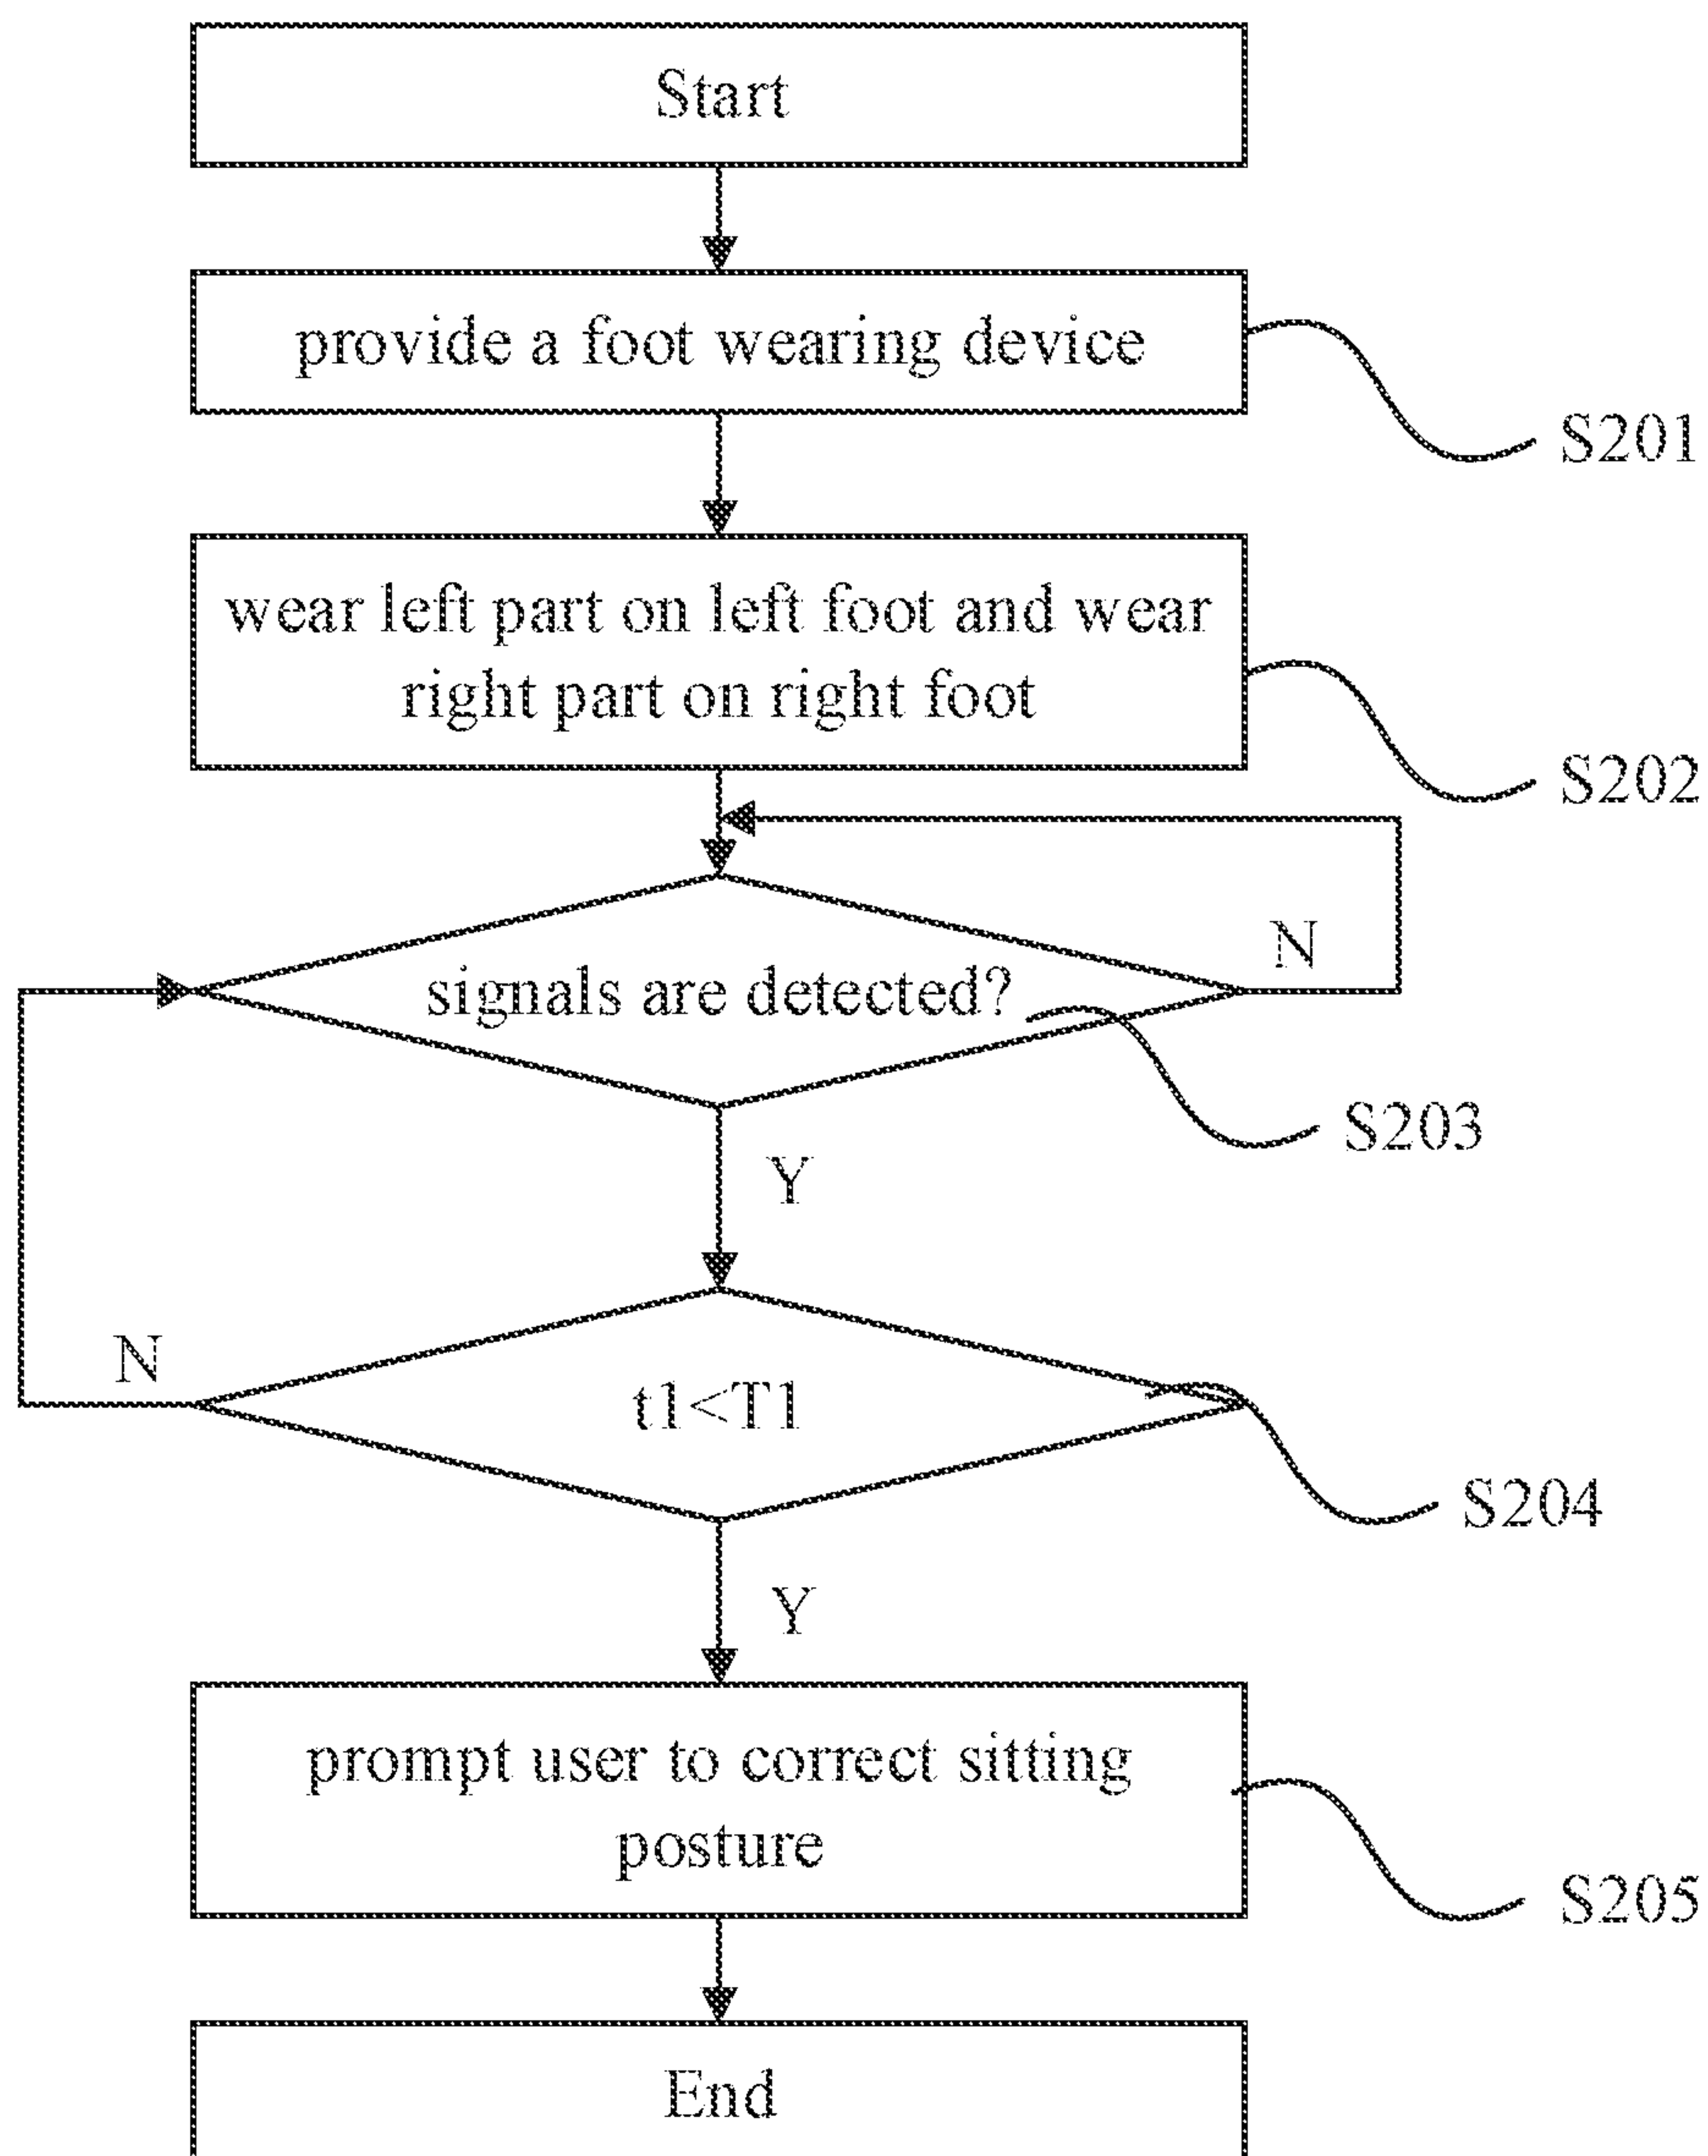 Start
provide a foot wearing device
S201
wear left part on left foot and wear
right part on right foot
S202
N
signals are detected?
S203
Y
N
t1<T1
S204
Y
prompt user to correct sitting
posture
S205
End